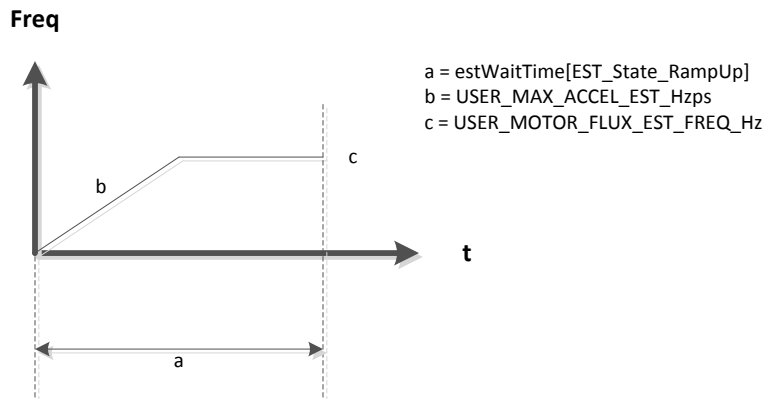 Freq
a = estWaitTime[EST_State_RampUp]
b = USER_MAX_ACCEL_EST_Hzps
c = USER_MOTOR_FLUX_EST_FREQ_Hz
c
b
t
a